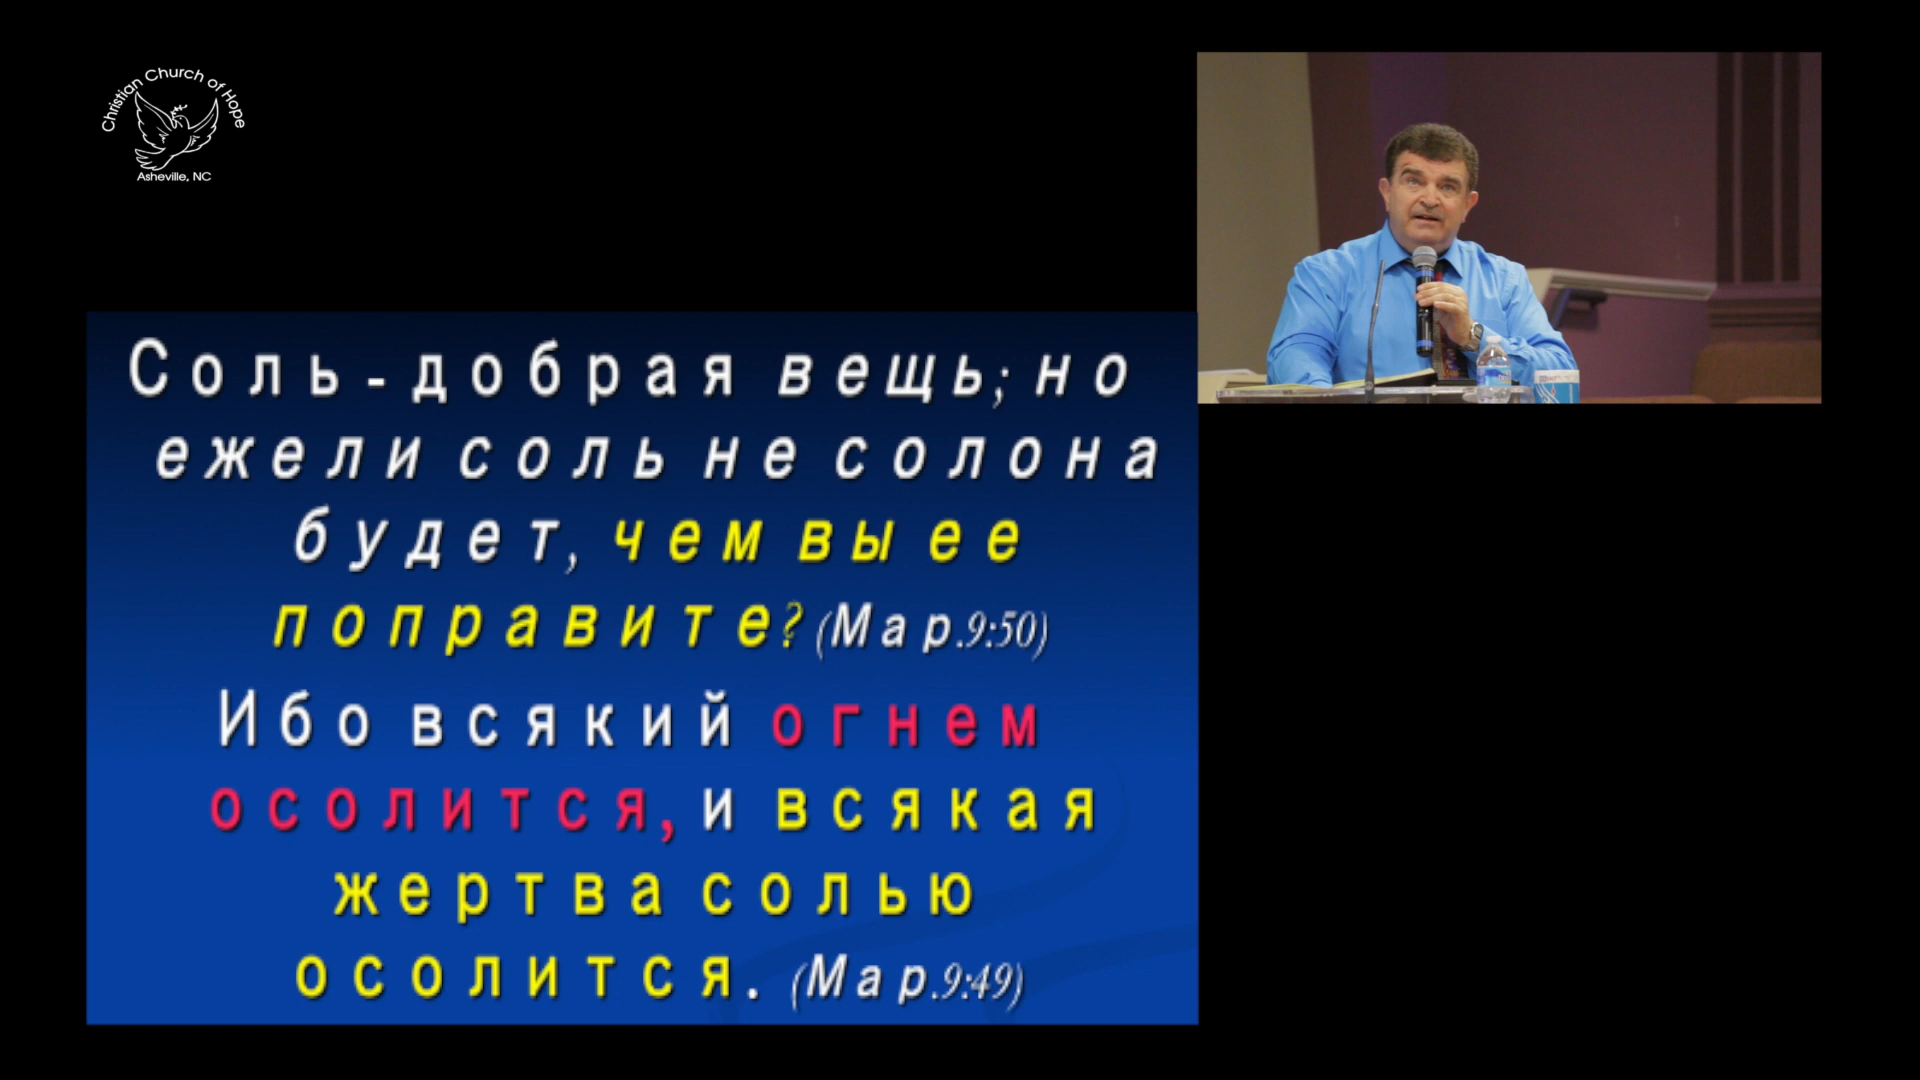 Christian Church of Hope
Asheville, NC
Соль - добрая вещь; но
ежели соль не солона
будет, чем вы ее
поправите? (Мар.9:50)
Ибо всякий огнем
осолится, и всякая
жертва солью
осолится. (Мар.9:49)